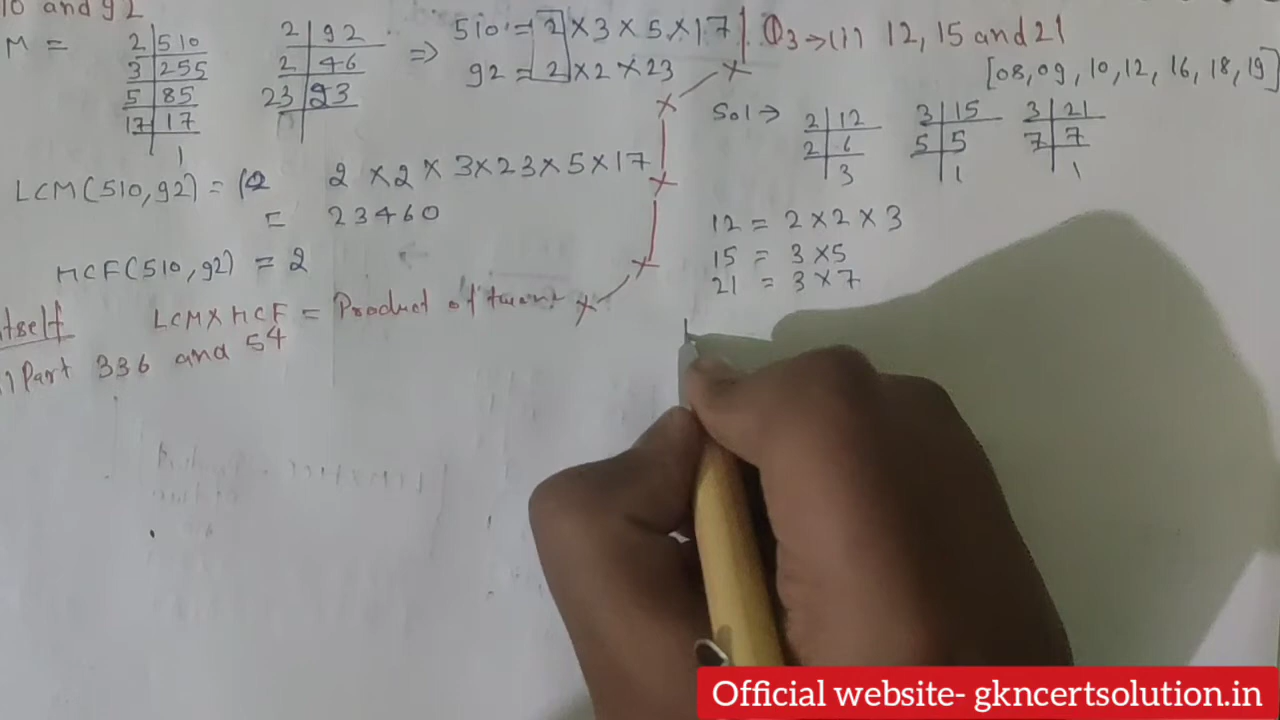 10 and 92
M =
2 510
3 255
5 85
17 17
1
2 92
2 46
23 23
⇒ 510 = 2 × 3 × 5 × 17
92 = 2 × 2 × 23
LCM(510,92) = 2 × 2 × 3 × 23 × 5 × 17
= 23460
HCF(510,92) = 2
itself LCM × HCF = Product of
) Part 336 and 54
Q3 → (1) 12, 15 and 21
[08, 09, 10, 12, 16, 18, 19]
Sol →
2 12
2 6
3
3 15
5 5
1
3 21
7 7
1
12 = 2 × 2 × 3
15 = 3 × 5
21 = 3 × 7
Official website- gkncertsolution.in